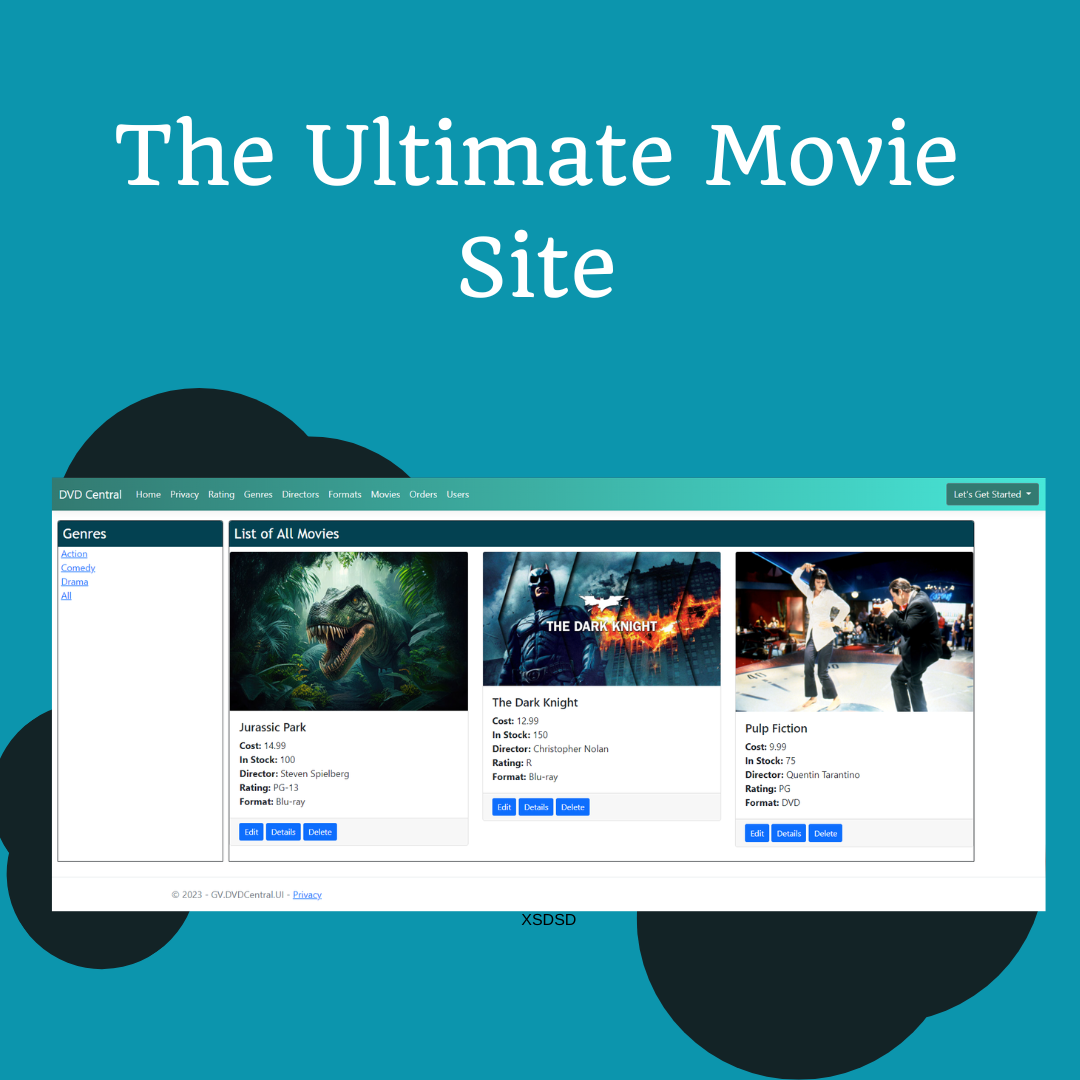 The Ultimate Movie
Site
DVD Central Home Privacy Rating Genres Directors Formats Movies Orders Users Let's Get Started
Genres
Action
Comedy
Drama
All
List of All Movies
Jurassic Park
Cost: 14.99
In Stock: 100
Director: Steven Spielberg
Rating: PG-13
Format: Blu-ray
Edit Details Delete
THE DARK KNIGHT
The Dark Knight
Cost: 12.99
In Stock: 150
Director: Christopher Nolan
Rating: R
Format: Blu-ray
Edit Details Delete
40
Pulp Fiction
Cost: 9.99
In Stock: 75
Director: Quentin Tarantino
Rating: PG
Format: DVD
Edit Details Delete
© 2023 - GV.DVDCentral.UI - Privacy
XSDSD